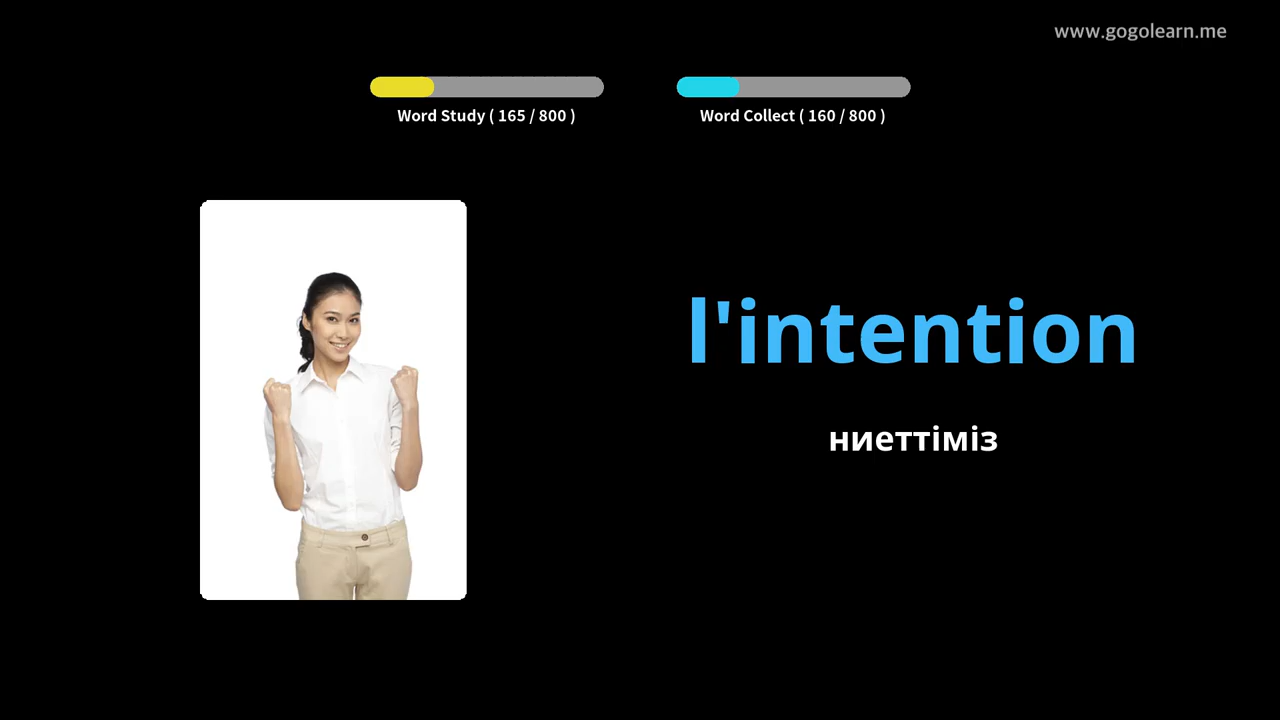 www.gogolearn.me
Word Study ( 165 / 800 )
Word Collect ( 160 / 800 )
l'intention
ниеттіміз